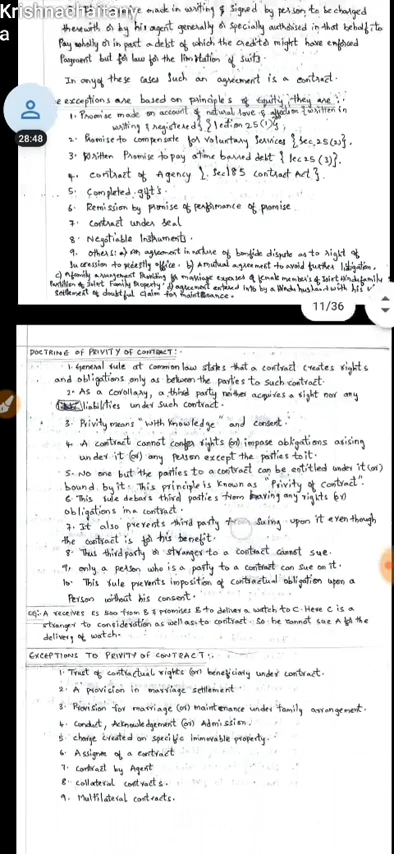 Krishnadhaitany
a
made in writing & signed by person to be charged
therewith or by his agent generally or specially authorised in that behalf, to
Pay wholly or in part a debt of which the creditor might have enforced
Payment but for law for the limitation of suits.
In any of these cases such an agreement is a contract.
exceptions are based on principles of equity they are :
1. Promise made on account of natural love & affection written in
writing & registered} {section 25(1)};
2. Promise to compensate for voluntary services {Sec.25(2)}.
3. Written Promise to pay a time barred debt {sec 25(3)}.
4. contract of Agency {Sec 185 contract Act}.
5. Completed gifts.
6. Remission by promise of performance of promise
7. contract under seal
8. Negotiable Instruments.
9. others: a) An agreement in nature of bonafide dispute as to right of
succession to office. b) A mutual agreement to avoid further litigation.
c) A family arrangement Providing for marriage expenses of female members of Joint Hindu family
Partition of Joint Family Property. d) agreement entered into by a Hindu husband with his
settlement of doubtful claim for maintenance.
28:48
11/36
DOCTRINE OF PRIVITY OF CONTRACT :-
1. General rule at common law states that a contract creates rights
and obligations only as between the parties to such contract.
2. As a corollary, a third party neither acquires a right nor any
liabilities under such contract.
3. Privity means "with knowledge" and consent.
4. A contract cannot confer rights (or) impose obligations arising
under it (or) any person except the parties to it.
5. No one but the parties to a contract can be entitled under it (or)
bound by it. This principle is known as "Privity of contract".
6. This rule debars third parties from having any rights (or)
obligations in a contract.
7. It also prevents third party from suing upon it even though
the contract is for his benefit.
8. Thus third party or stranger to a contract cannot sue.
9. only a person who is a party to a contract can sue on it.
10. This rule prevents imposition of contractual obligation upon a
Person without his consent.
eg:- A receives Rs 500 from B & promises B to deliver a watch to C. Here C is a
stranger to consideration as well as to contract. So he cannot sue A for the
delivery of watch.
EXCEPTIONS TO PRIVITY OF CONTRACT :-
1. Trust of contractual rights (or) beneficiary under contract.
2. A provision in marriage settlement.
3. Provision for marriage (or) maintenance under family arrangement.
4. Conduct, Acknowledgement (or) Admission.
5. charge created on specific immovable property.
6. Assignee of a contract
7. Contract by Agent
8. collateral contracts.
9. Multilateral contracts.